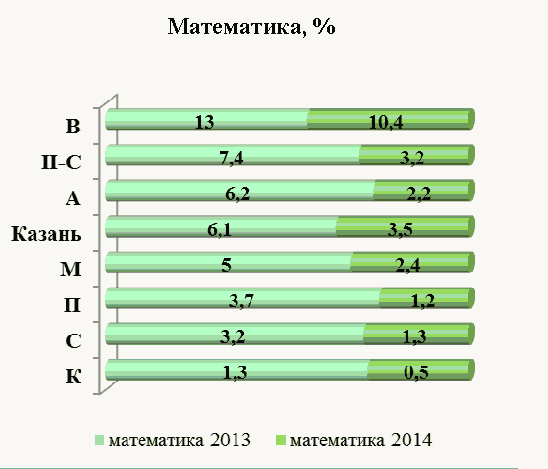 Математика, %
В 13 10,4
П-С 7,4 3,2
А 6,2 2,2
Казань 6,1 3,5
М 5 2,4
П 3,7 1,2
С 3,2 1,3
К 1,3 0,5
математика 2013 математика 2014